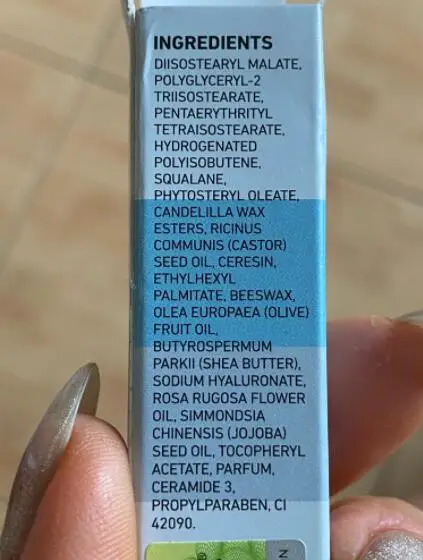 INGREDIENTS
DIISOSTEARYL MALATE,
POLYGLYCERYL-2
TRIISOSTEARATE,
PENTAERYTHRITYL
TETRAISOSTEARATE,
HYDROGENATED
POLYISOBUTENE,
SQUALANE,
PHYTOSTERYL OLEATE,
CANDELILLA WAX
ESTERS, RICINUS
COMMUNIS (CASTOR)
SEED OIL, CERESIN,
ETHYLHEXYL
PALMITATE, BEESWAX,
OLEA EUROPAEA (OLIVE)
FRUIT OIL,
BUTYROSPERMUM
PARKII (SHEA BUTTER),
SODIUM HYALURONATE,
ROSA RUGOSA FLOWER
OIL, SIMMONDSIA
CHINENSIS (JOJOBA)
SEED OIL, TOCOPHERYL
ACETATE, PARFUM,
CERAMIDE 3,
PROPYLPARABEN, CI
42090.